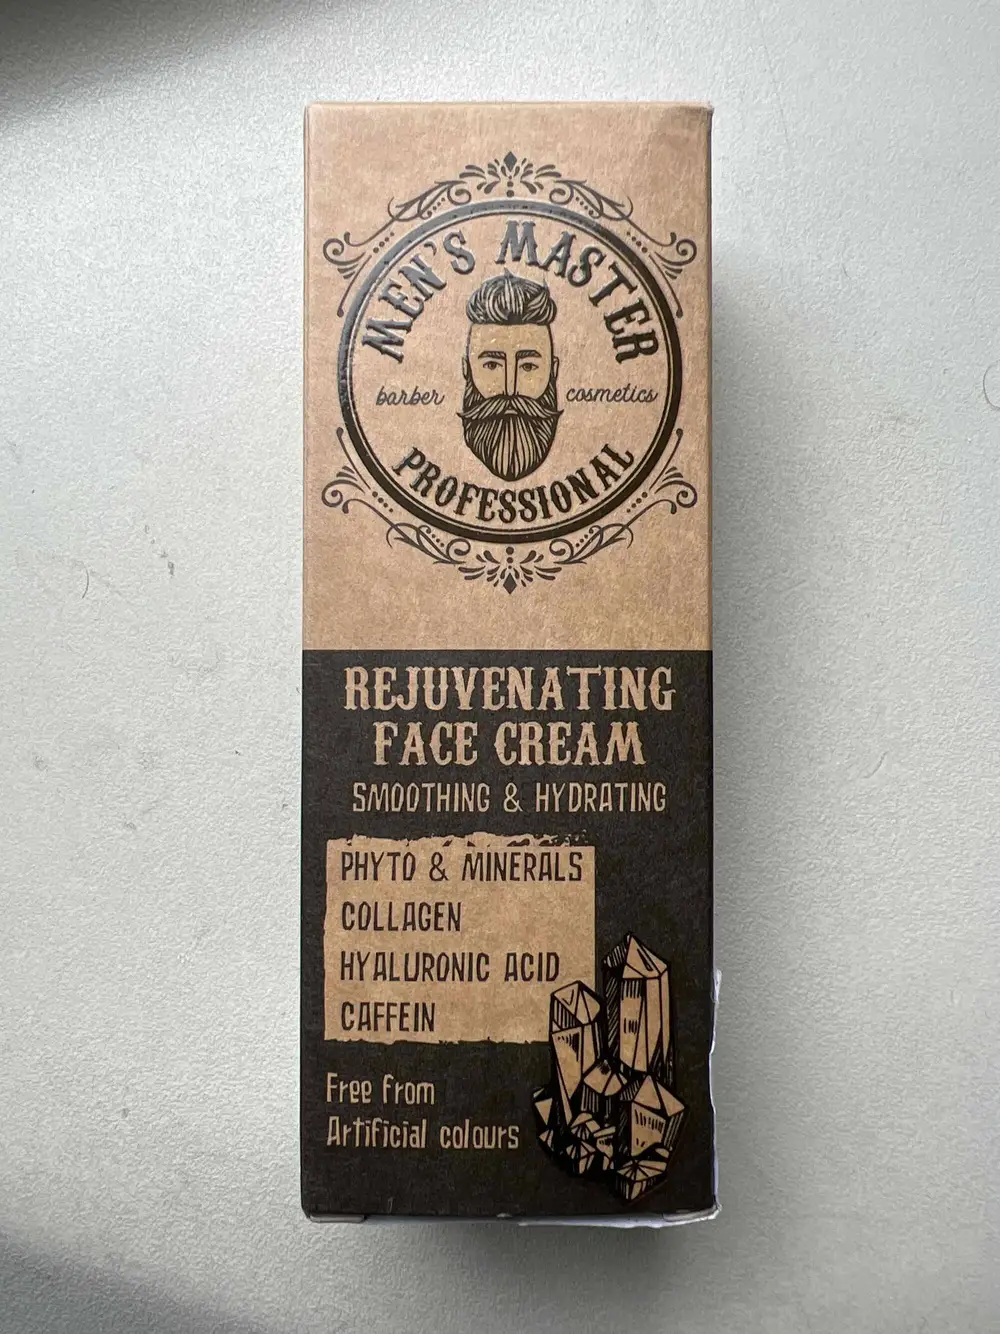 MEN'S MASTER
barber cosmetics
PROFESSIONAL
REJUVENATING
FACE CREAM
SMOOTHING & HYDRATING
PHYTO & MINERALS
COLLAGEN
HYALURONIC ACID
CAFFEIN
Free from
Artificial colours